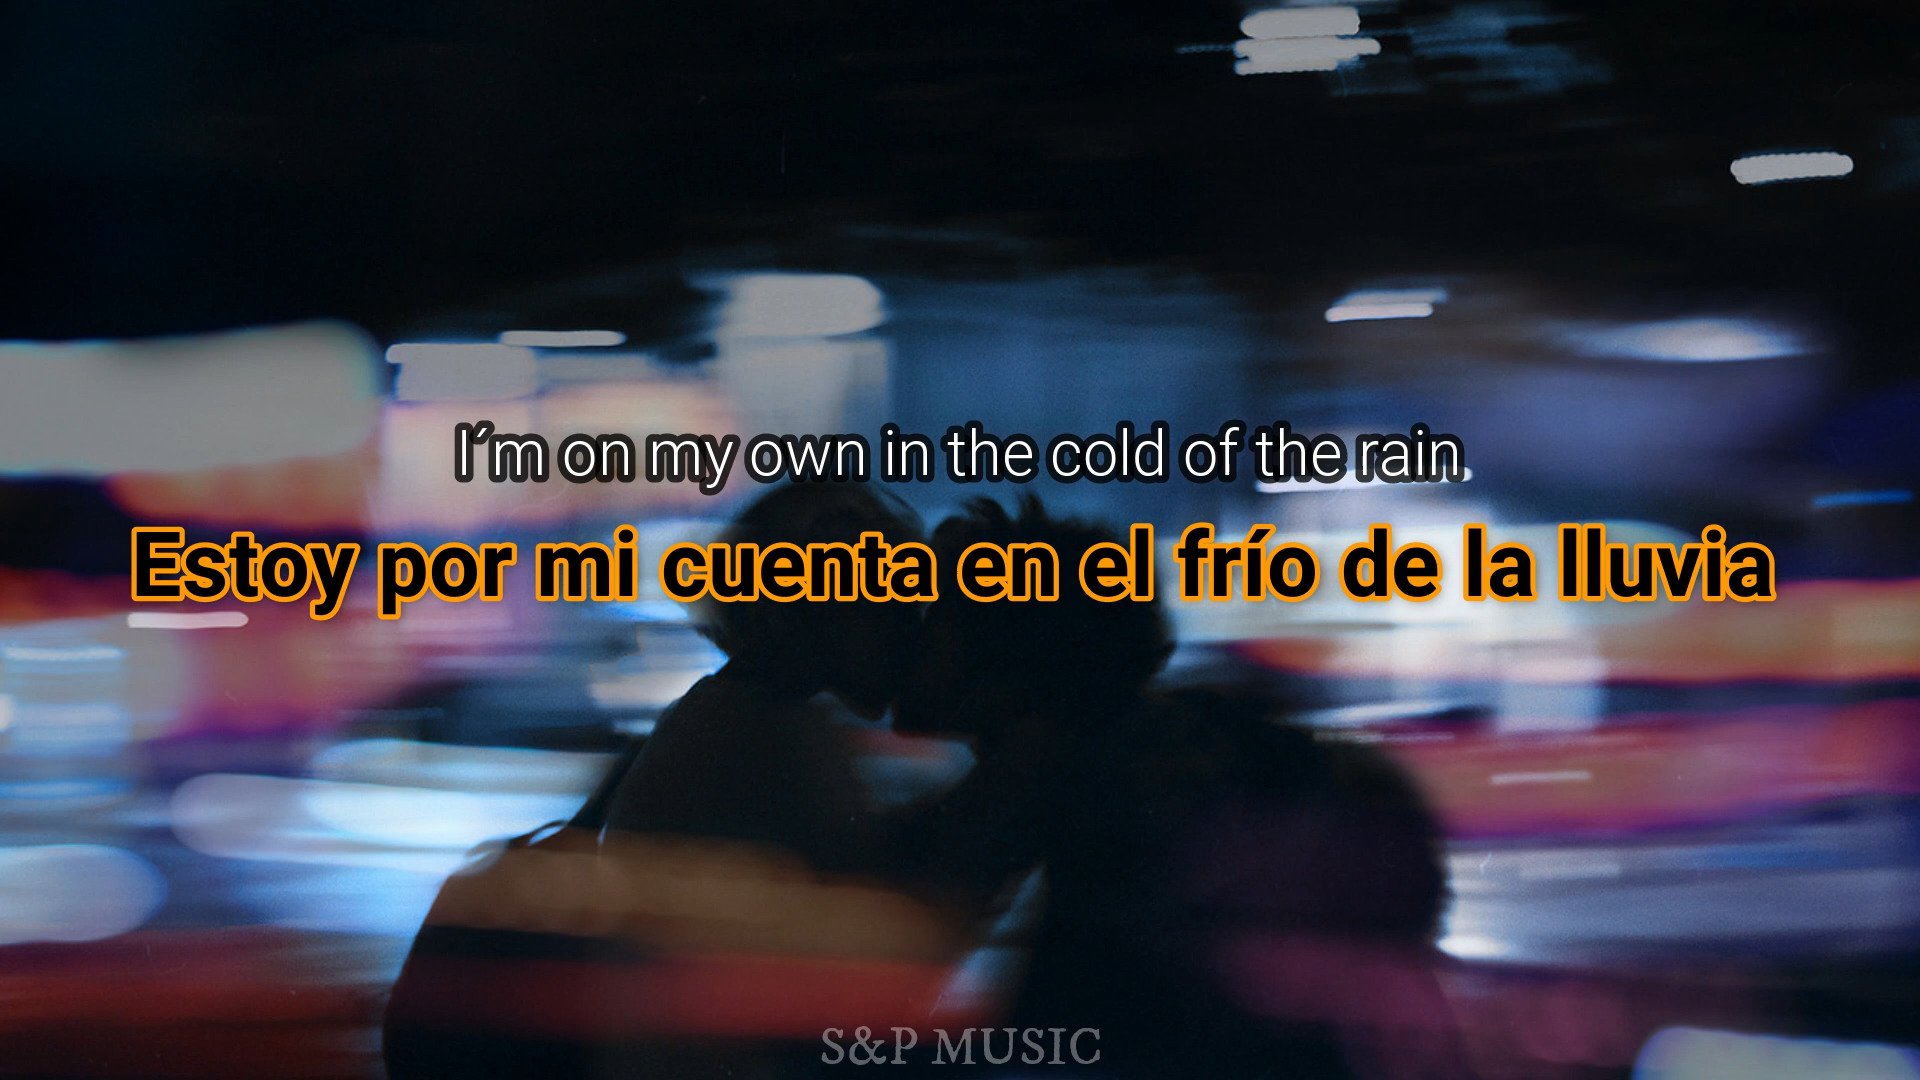 I´m on my own in the cold of the rain
Estoy por mi cuenta en el frío de la lluvia
S&P MUSIC